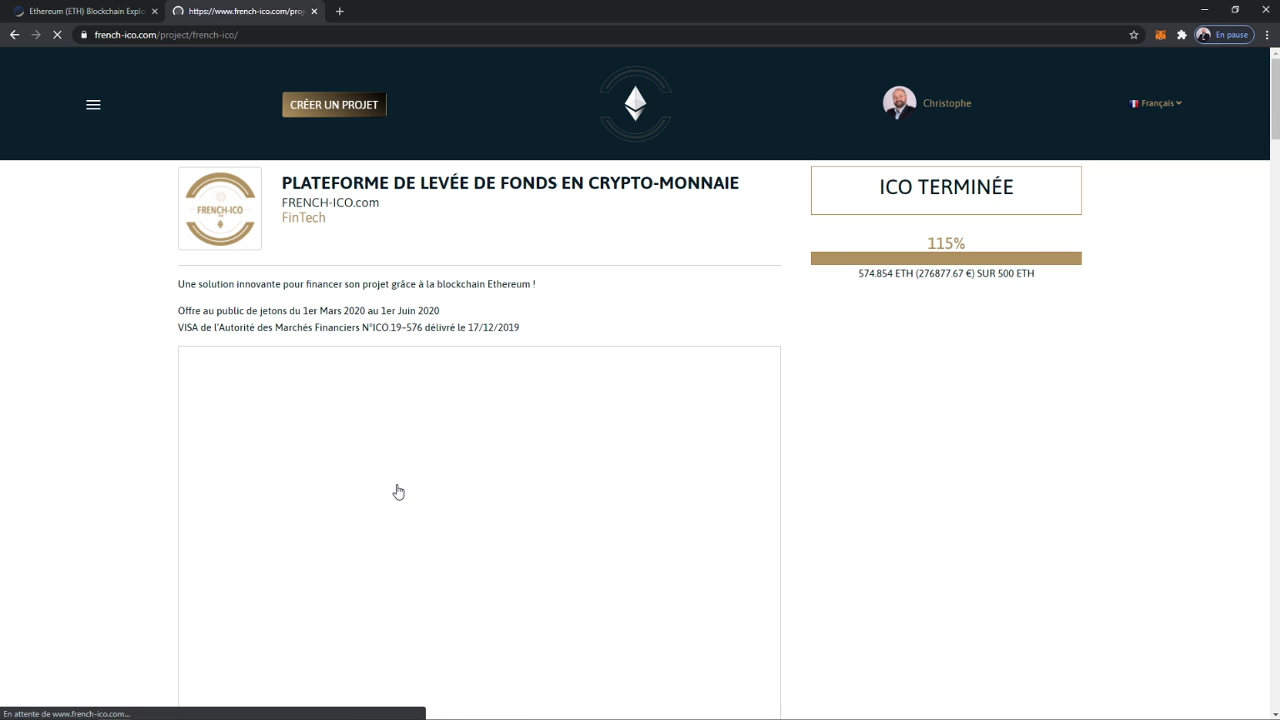 Ethereum (ETH) Blockchain Explo
https://www.french-ico.com/proj
french-ico.com/project/french-ico/
En pause
CRÉER UN PROJET
Christophe
Français
FRENCH-ICO
PLATEFORME DE LEVÉE DE FONDS EN CRYPTO-MONNAIE
FRENCH-ICO.com
FinTech
ICO TERMINÉE
115%
574.854 ETH (276877.67 €) SUR 500 ETH
Une solution innovante pour financer son projet grâce à la blockchain Ethereum !
Offre au public de jetons du 1er Mars 2020 au 1er Juin 2020
VISA de l'Autorité des Marchés Financiers N°ICO.19-576 délivré le 17/12/2019
En attente de www.french-ico.com...